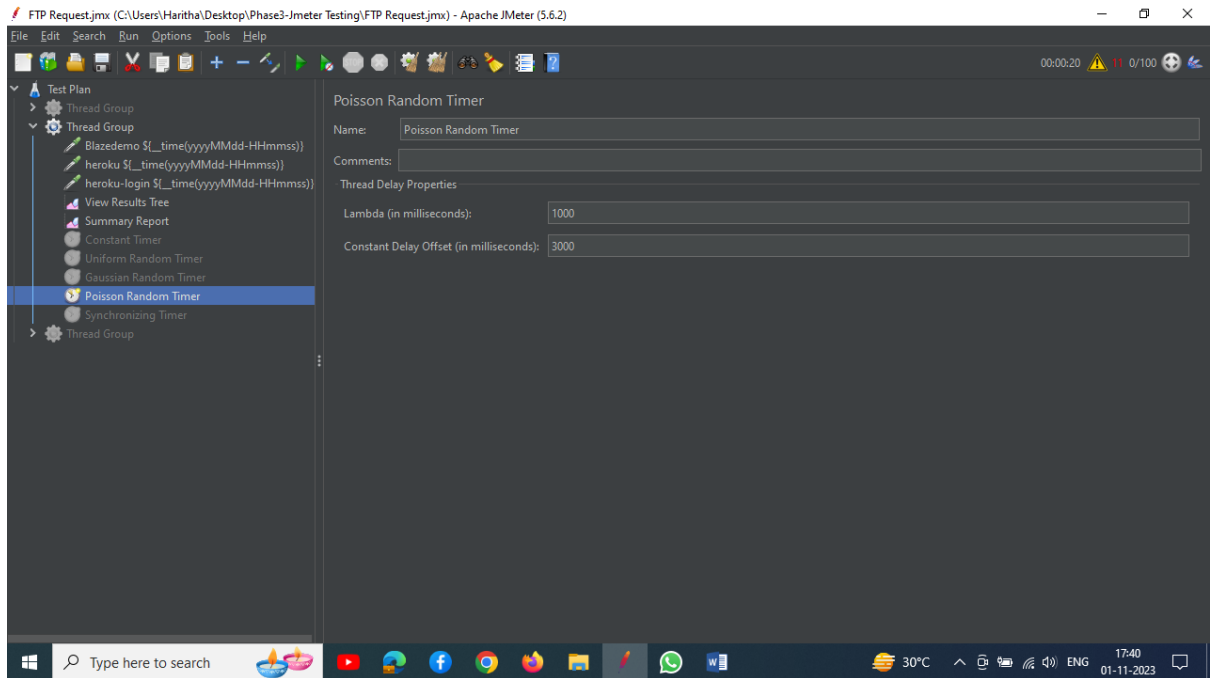 FTP Request.jmx (C:\Users\Haritha\Desktop\Phase3-Jmeter Testing\FTP Request.jmx) - Apache JMeter (5.6.2)
File Edit Search Run Options Tools Help
00:00:20 11 0/100
Test Plan
Thread Group
Thread Group
Blazedemo ${__time(yyyyMMdd-HHmmss)}
heroku ${__time(yyyyMMdd-HHmmss)}
heroku-login ${__time(yyyyMMdd-HHmmss)}
View Results Tree
Summary Report
Constant Timer
Uniform Random Timer
Gaussian Random Timer
Poisson Random Timer
Synchronizing Timer
Thread Group
Poisson Random Timer
Name: Poisson Random Timer
Comments:
Thread Delay Properties
Lambda (in milliseconds): 1000
Constant Delay Offset (in milliseconds): 3000
Type here to search
30°C ENG 17:40
01-11-2023